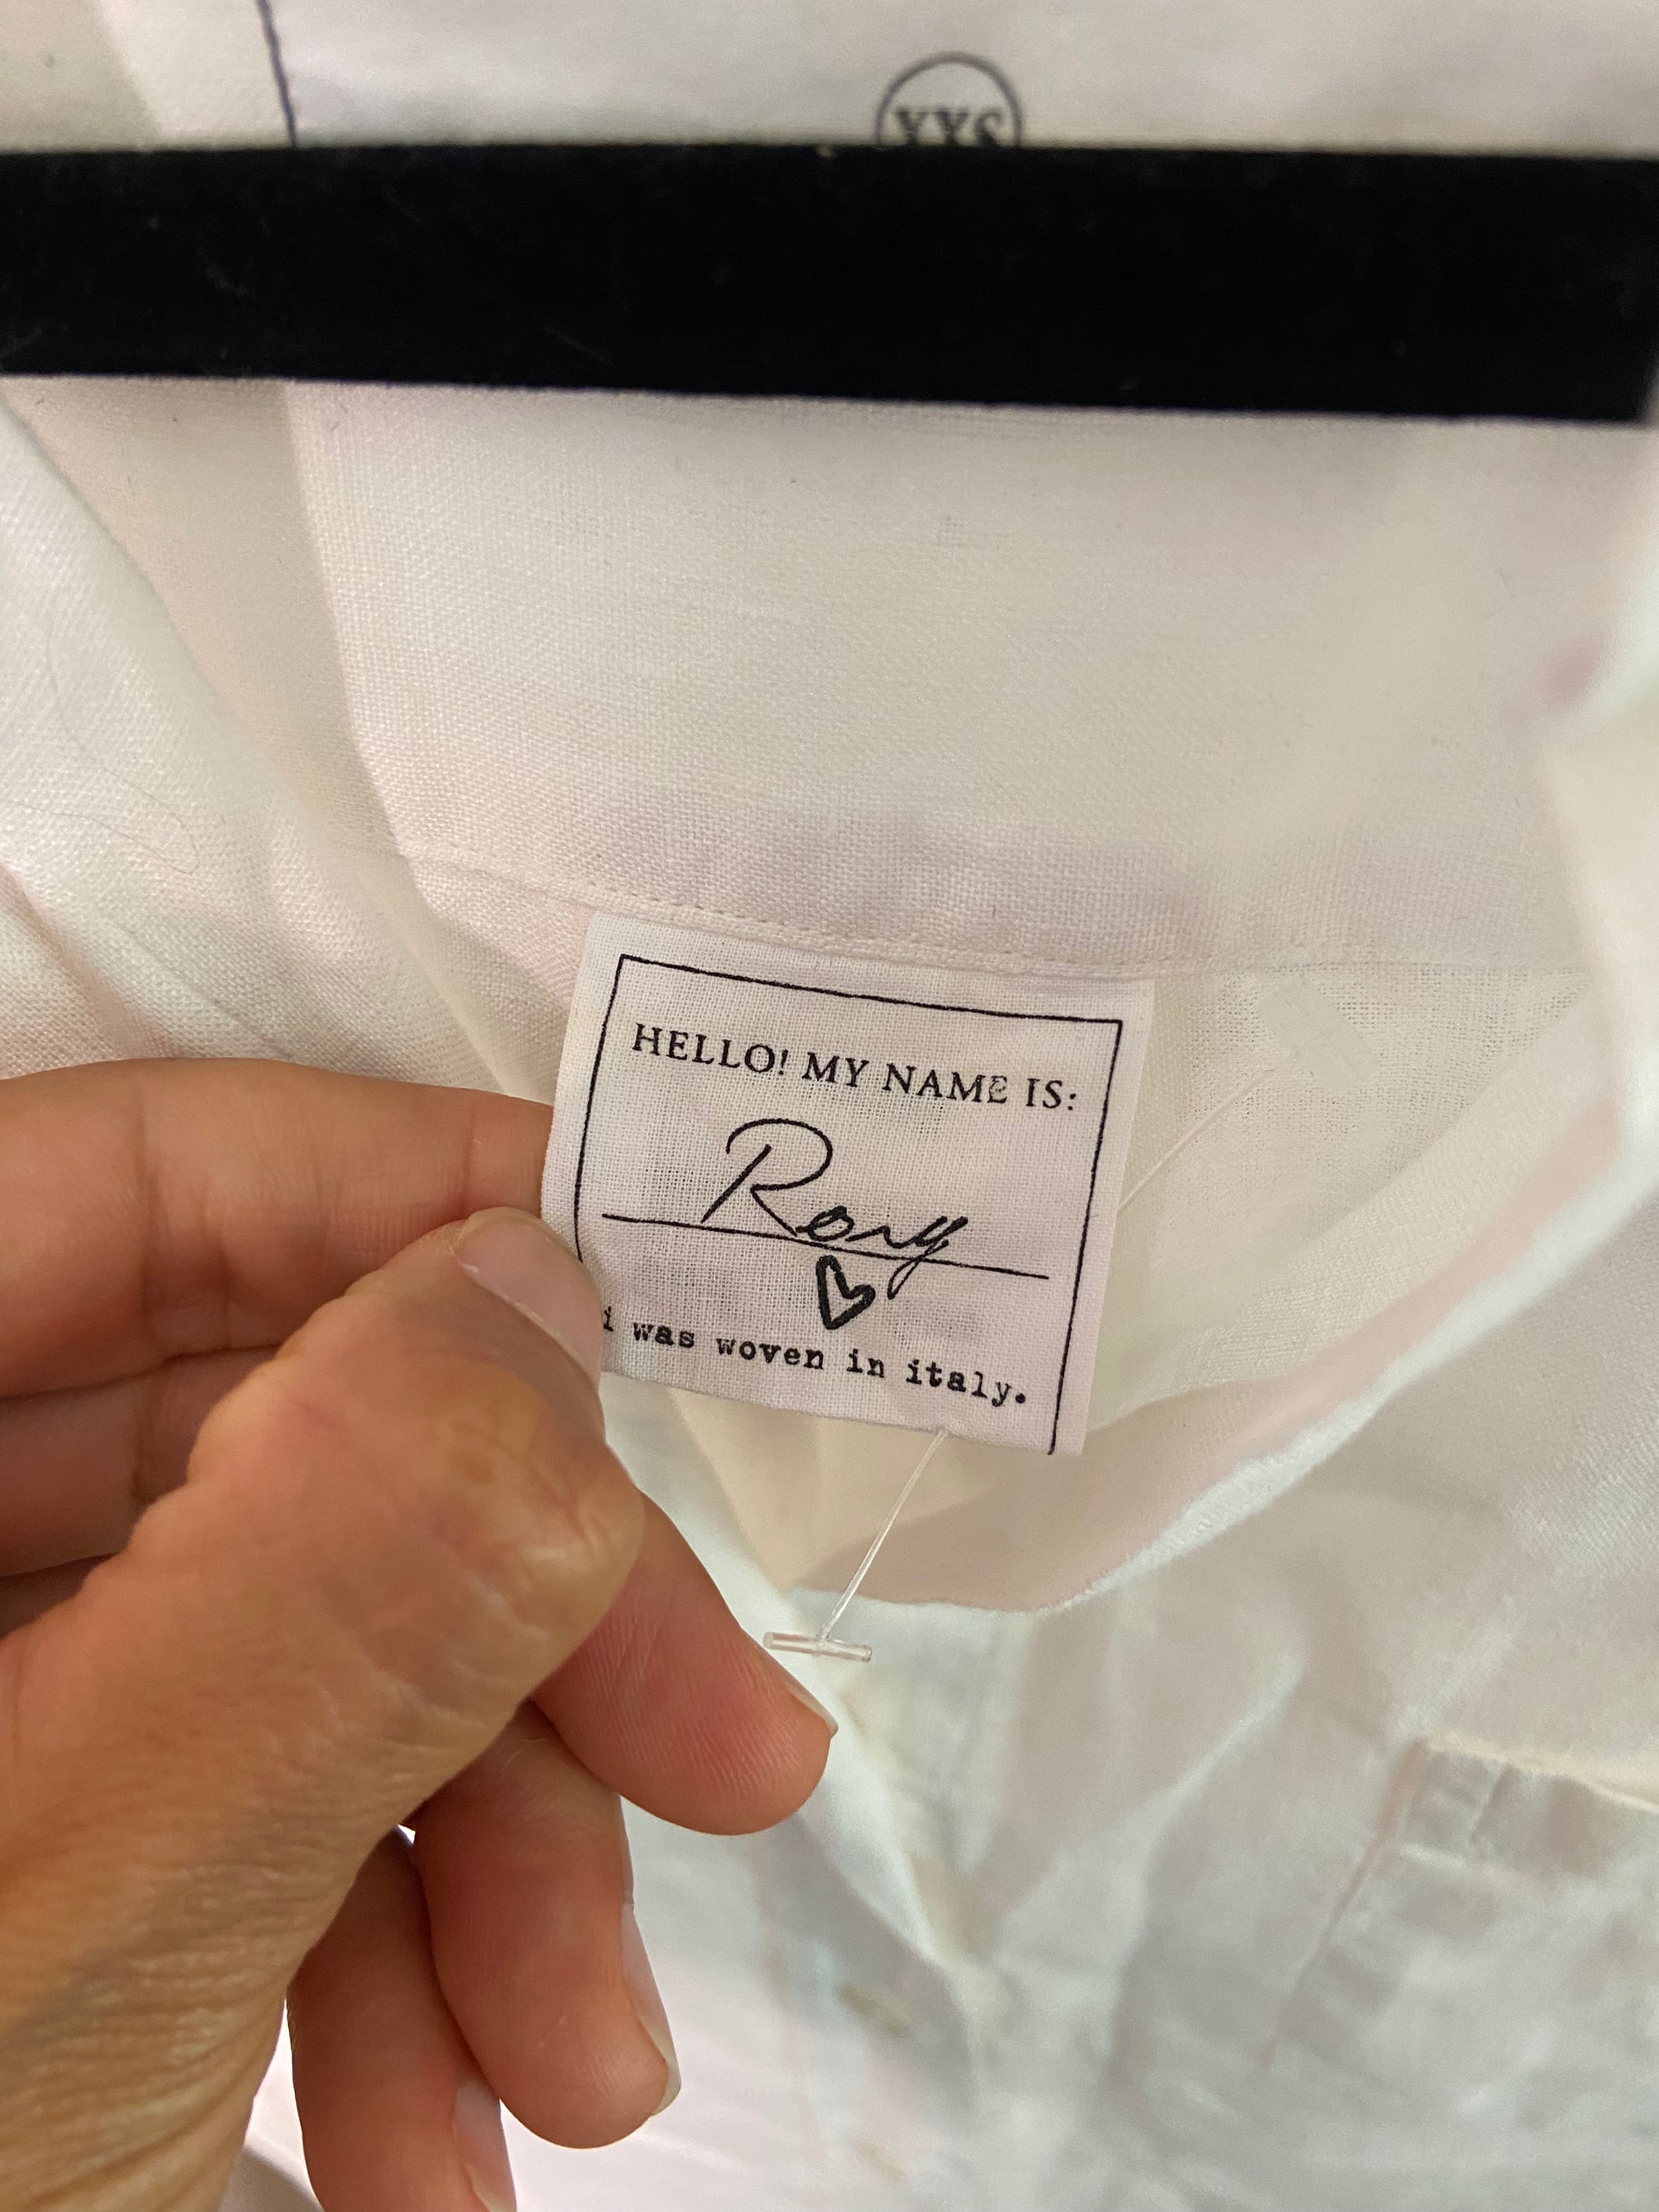 XXS
HELLO! MY NAME IS:
Rory
i was woven in italy.